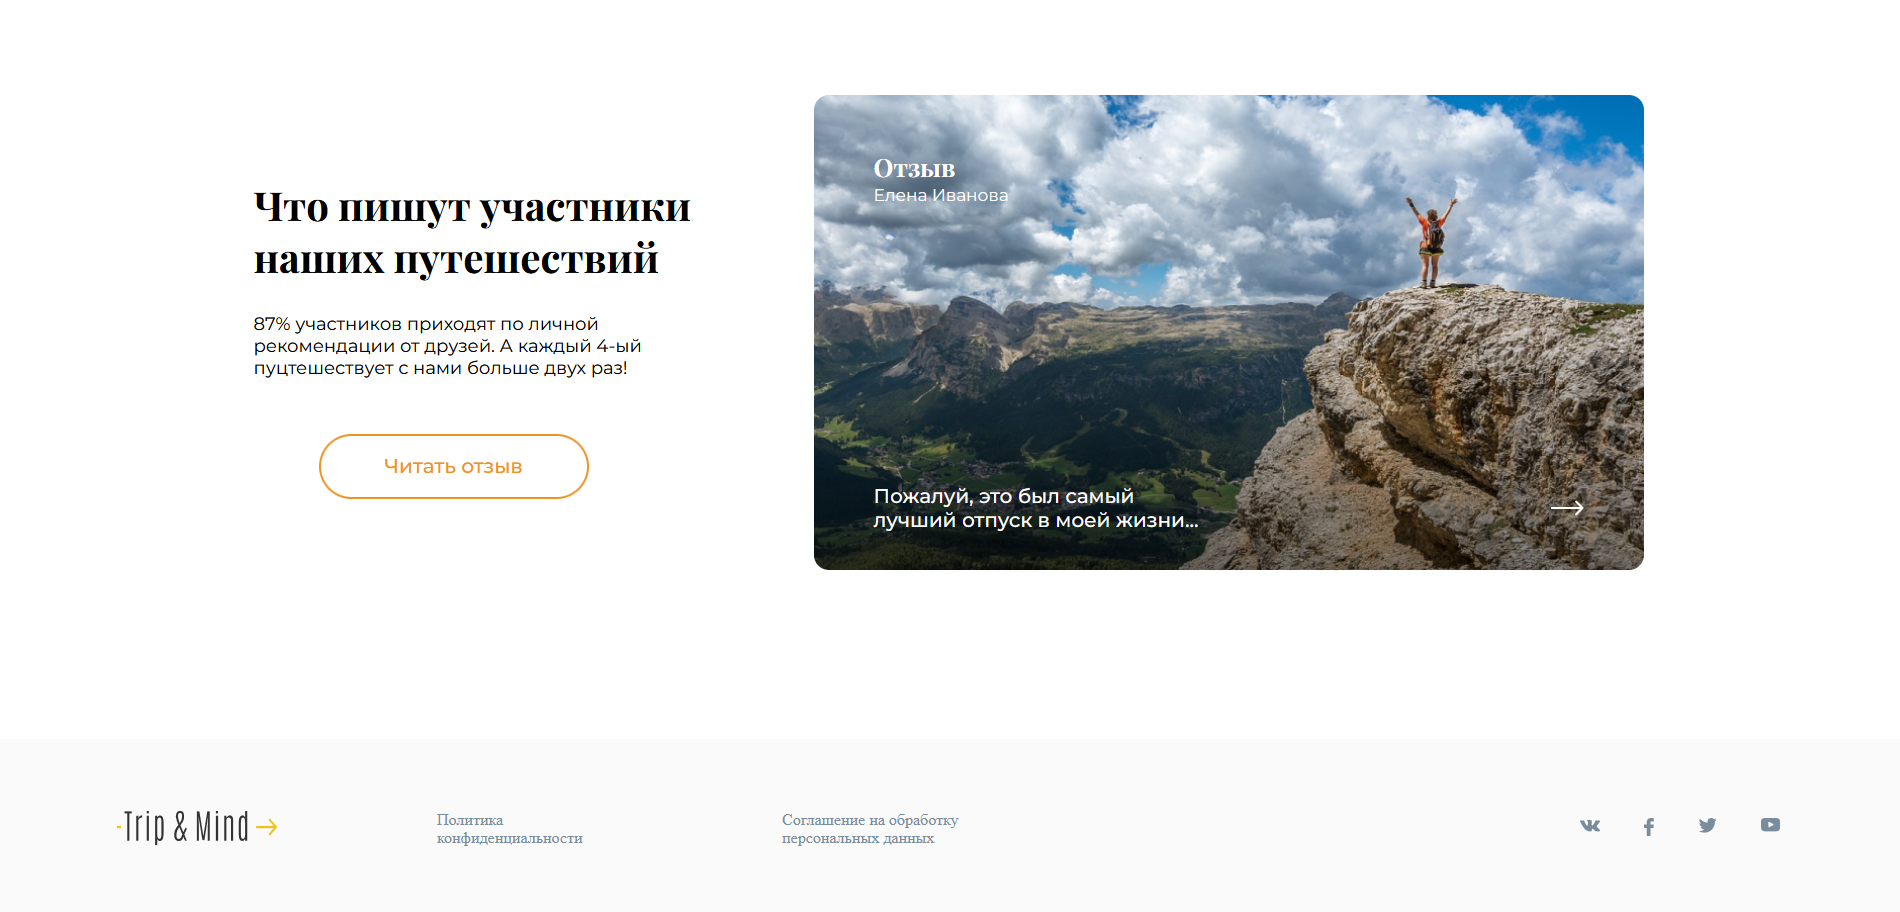 Что пишут участники
наших путешествий
87% участников приходят по личной
рекомендации от друзей. А каждый 4-ый
пуцтешествует с нами больше двух раз!
Читать отзыв
Отзыв
Елена Иванова
Пожалуй, это был самый
лучший отпуск в моей жизни...
Trip & Mind
Политика
конфиденциальности
Соглашение на обработку
персональных данных